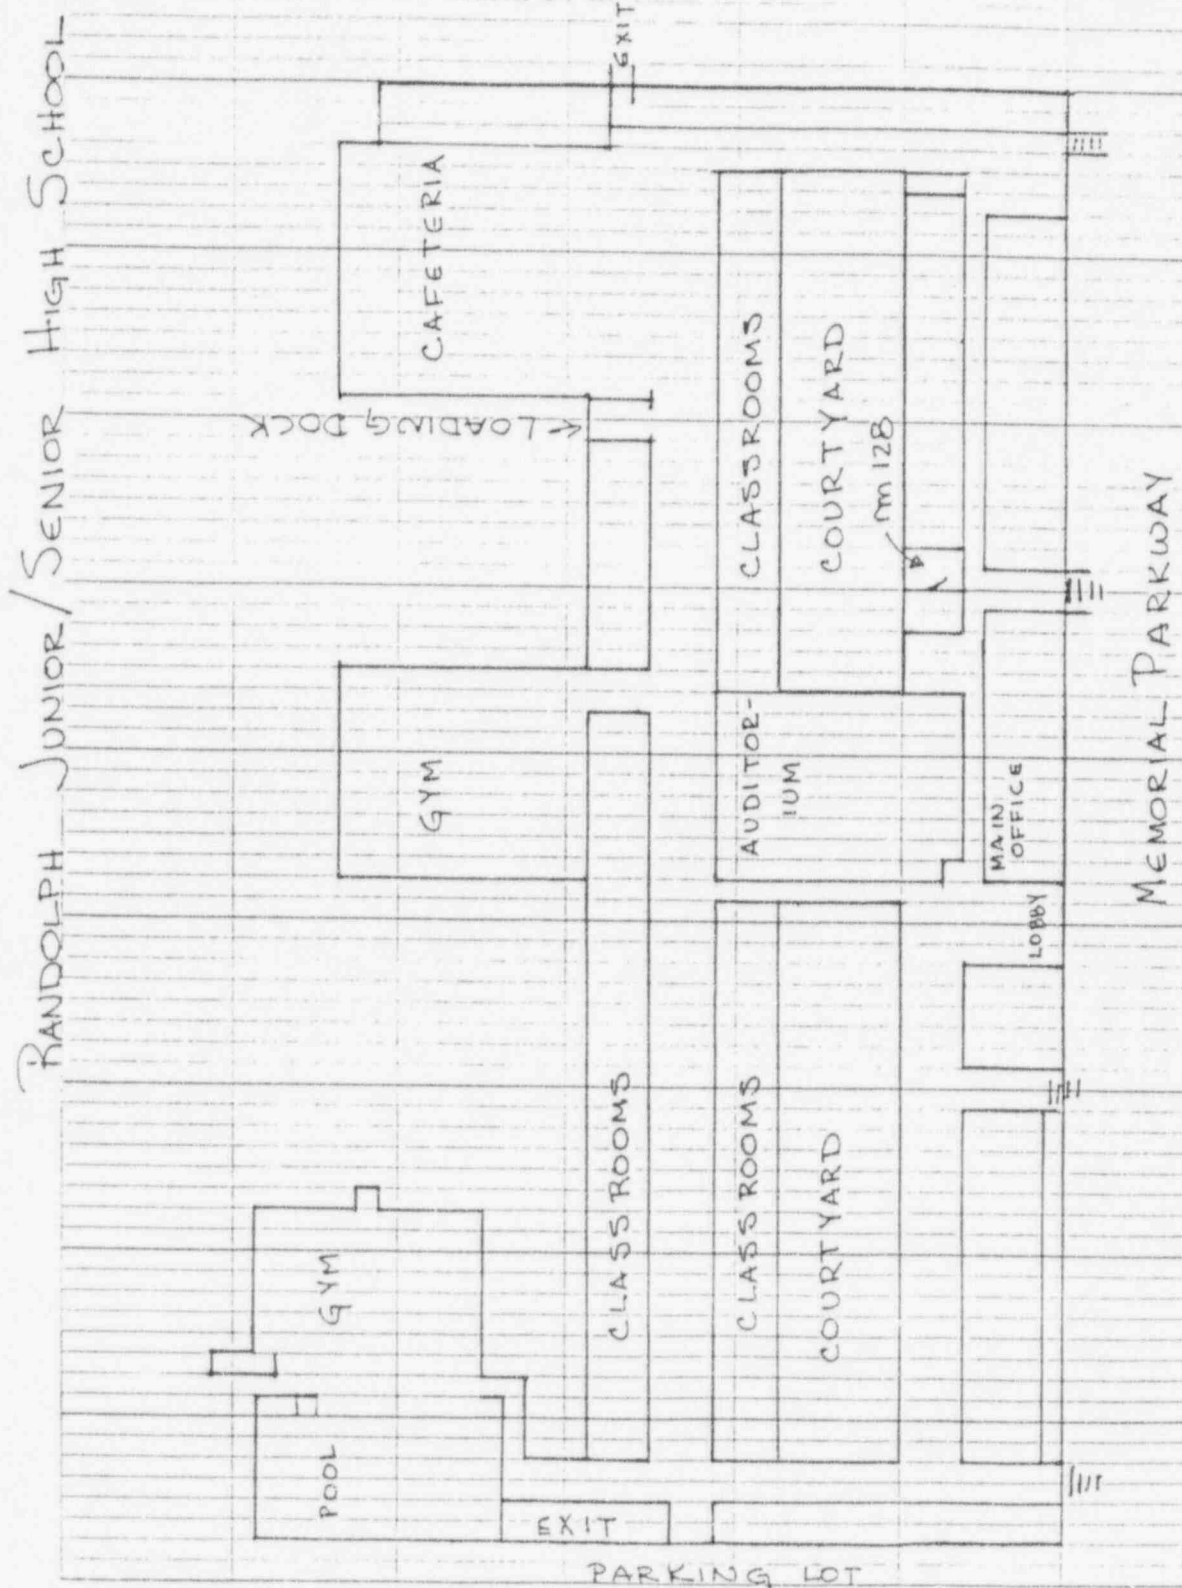 RANDOLPH JUNIOR/SENIOR HIGH SCHOOL
EXIT
CAFETERIA
LOADING DOCK
GYM
CLASSROOMS
COURTYARD
rm 128
AUDITOR-
IUM
MAIN
OFFICE
LOBBY
GYM
POOL
CLASSROOMS
CLASSROOMS
COURTYARD
EXIT
PARKING LOT
MEMORIAL PARKWAY